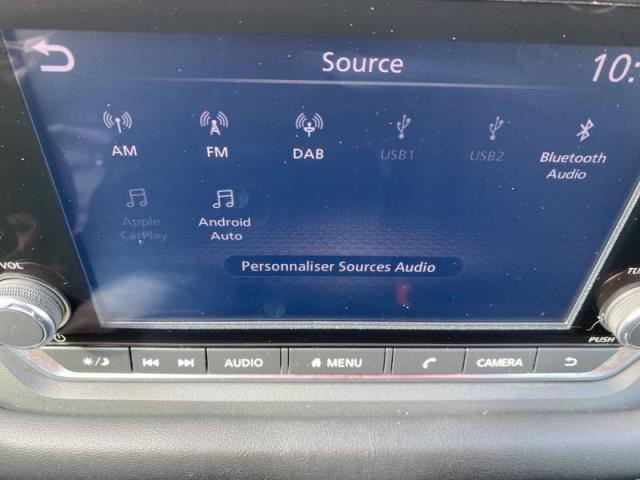 Source
10:
AM
FM
DAB
USB1
USB2
Bluetooth Audio
Apple CarPlay
Android Auto
Personnaliser Sources Audio
VOL
TU
PUSH
AUDIO
MENU
CAMERA